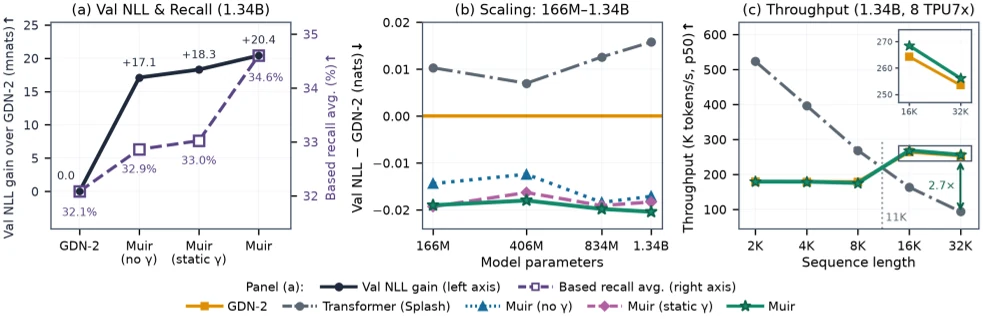 (a) Val NLL & Recall (1.34B)
Val NLL gain over GDN-2 (mnats)↑
25
20
15
10
5
0
0.0
+17.1
+18.3
+20.4
32.1%
32.9%
33.0%
34.6%
35
34
33
32
Based recall avg. (%)↑
GDN-2
Muir
(no γ)
Muir
(static γ)
Muir
(b) Scaling: 166M–1.34B
Val NLL − GDN-2 (nats)↓
0.02
0.01
0.00
−0.01
−0.02
166M
406M
834M
1.34B
Model parameters
(c) Throughput (1.34B, 8 TPU7x)
Throughput (K tokens/s, p50)↑
600
500
400
300
200
100
270
260
250
16K
32K
2.7×
11K
2K
4K
8K
16K
32K
Sequence length
Panel (a):
Val NLL gain (left axis)
Based recall avg. (right axis)
GDN-2
Transformer (Splash)
Muir (no γ)
Muir (static γ)
Muir